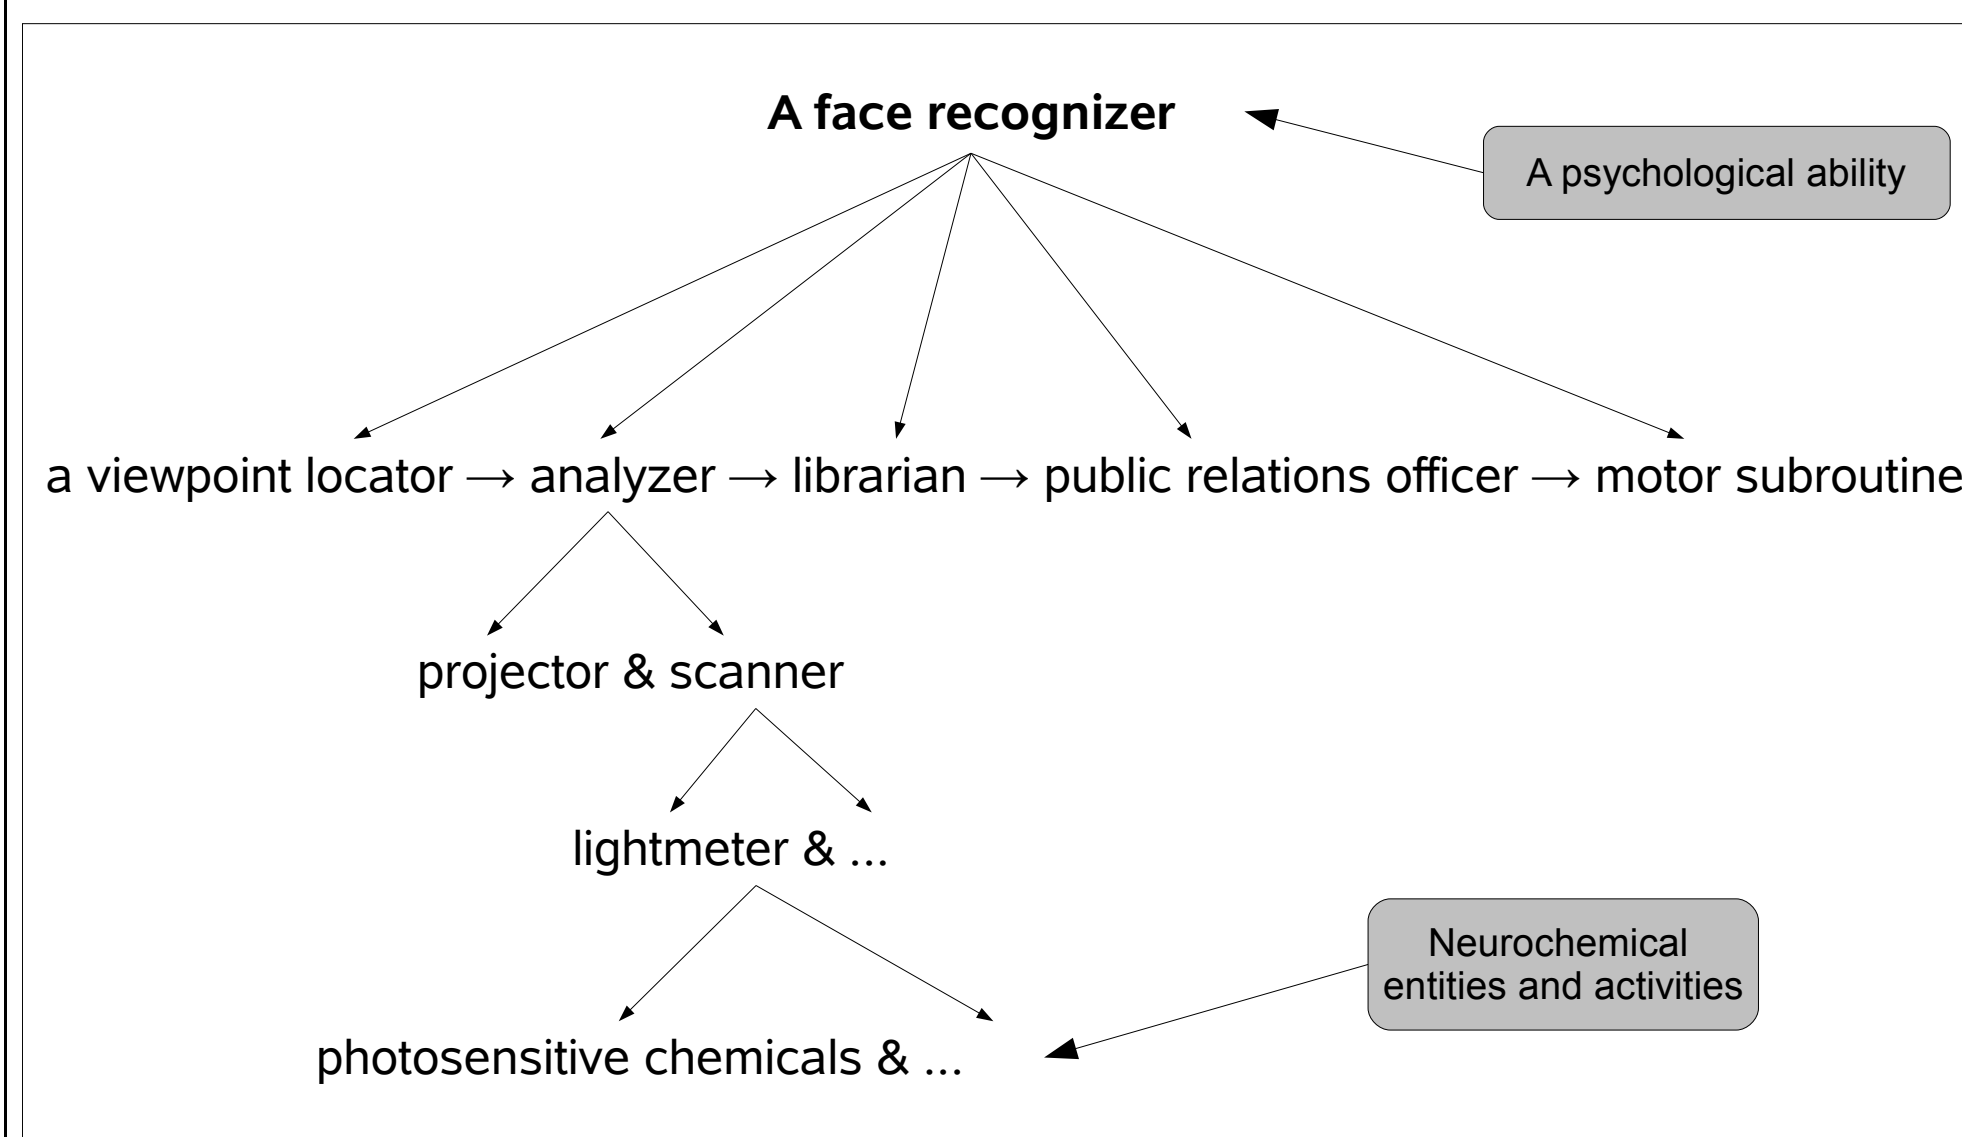 A face recognizer
A psychological ability
a viewpoint locator → analyzer → librarian → public relations officer → motor subroutine
projector & scanner
lightmeter & ...
Neurochemical
entities and activities
photosensitive chemicals & ...